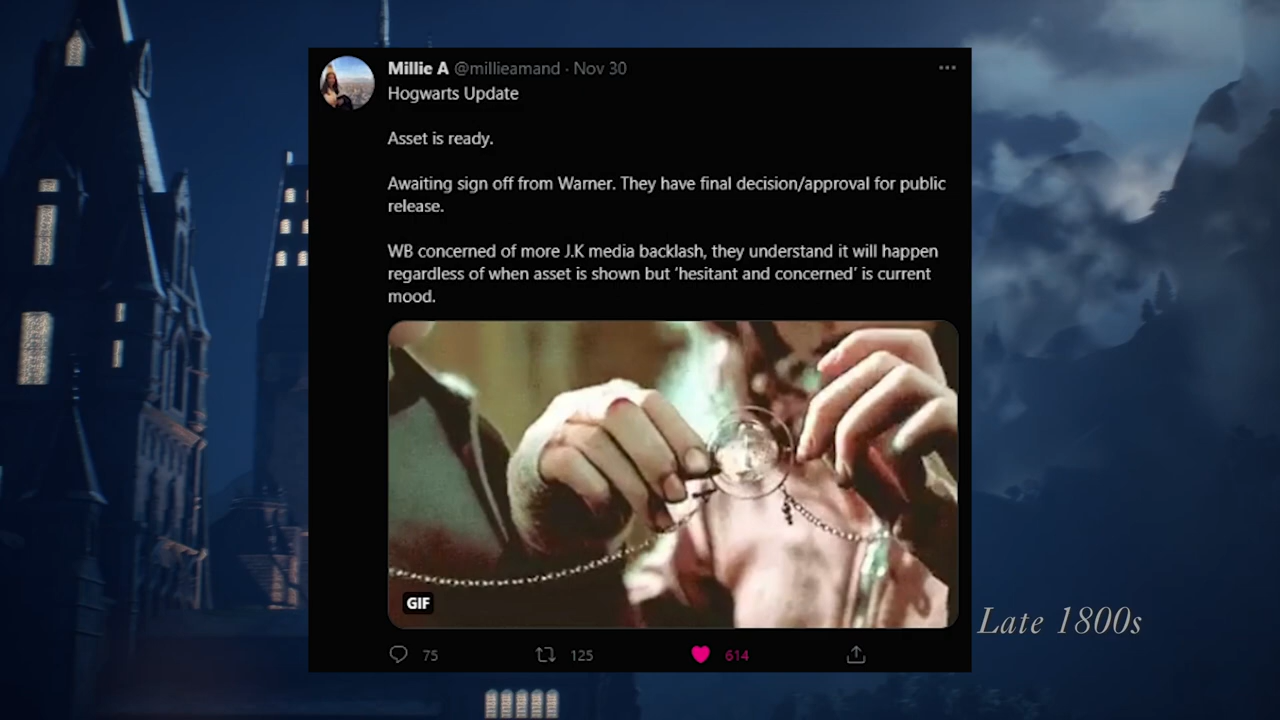 Millie A @millieamand · Nov 30
Hogwarts Update
Asset is ready.
Awaiting sign off from Warner. They have final decision/approval for public
release.
WB concerned of more J.K media backlash, they understand it will happen
regardless of when asset is shown but ‘hesitant and concerned’ is current
mood.
GIF
Late 1800s
75 125 614